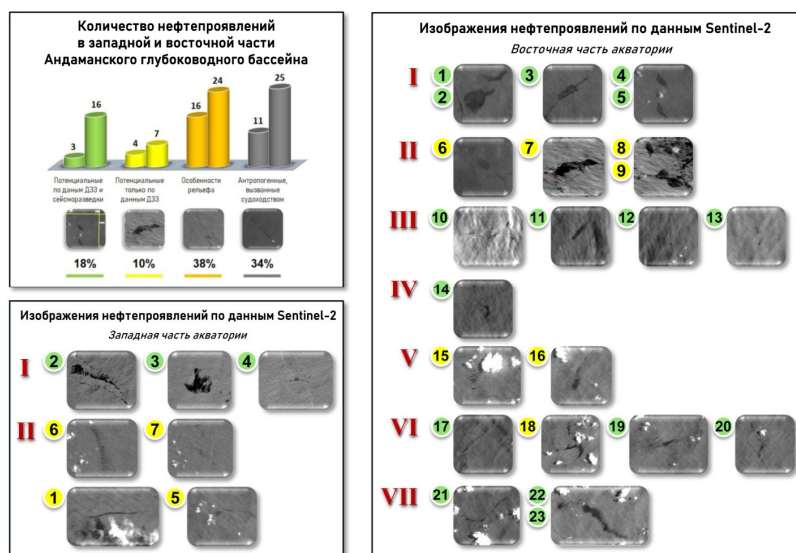 Количество нефтепроявлений
в западной и восточной части
Андаманского глубоководного бассейна
3
16
4
7
16
24
11
25
Потенциальные
по даным ДЗЗ и
сейсморазведки
Потенциальные
только по
данным ДЗЗ
Особенности
рельефа
Антропогенные,
вызванные
судоходством
18%
10%
38%
34%
Изображения нефтепроявлений по данным Sentinel-2
Западная часть акватории
I
2
3
4
II
6
7
1
5
Изображения нефтепроявлений по данным Sentinel-2
Восточная часть акватории
I
1
2
3
4
5
II
6
7
8
9
III
10
11
12
13
IV
14
V
15
16
VI
17
18
19
20
VII
21
22
23